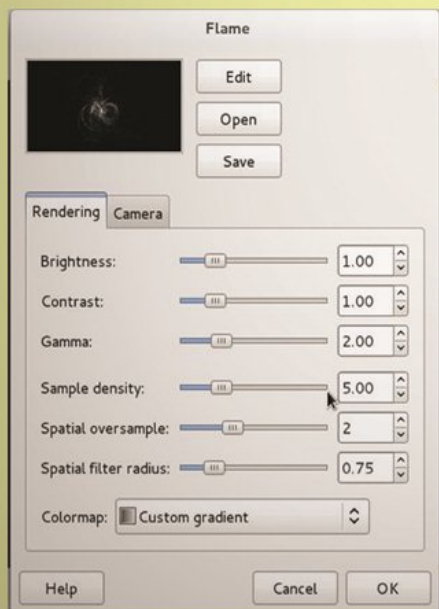 Flame
Edit
Open
Save
Rendering Camera
Brightness: 1.00
Contrast: 1.00
Gamma: 2.00
Sample density: 5.00
Spatial oversample: 2
Spatial filter radius: 0.75
Colormap: Custom gradient
Help Cancel OK